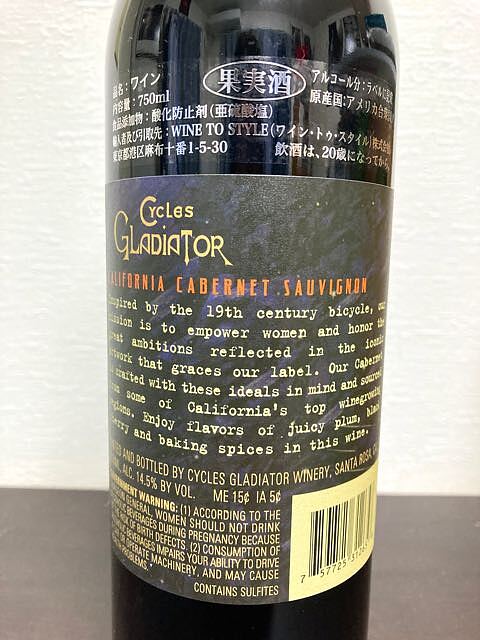 品名：ワイン
果実酒
アルコール分：ラベルに
内容量：750ml
原産国：アメリカ合衆
食品添加物：酸化防止剤（亜硫酸塩）
及び引取先：WINE TO STYLE（ワイン・トゥ・スタイル）株式会
東京都港区麻布十番1-5-30
飲酒は、20歳になってから
Cycles
GLADIATOR
CALIFORNIA CABERNET SAUVIGNON
Inspired by the 19th century bicycle, our
mission is to empower women and honor the
great ambitions reflected in the iconic
artwork that graces our label. Our Cabernet
is crafted with these ideals in mind and sourced
from some of California's top winegrowing
regions. Enjoy flavors of juicy plum, black
cherry and baking spices in this wine.
AND BOTTLED BY CYCLES GLADIATOR WINERY, SANTA ROSA, C
ALC. 14.5% BY VOL. ME 15¢ IA 5¢
WARNING: (1) ACCORDING TO THE
GENERAL, WOMEN SHOULD NOT DRINK
BEVERAGES DURING PREGNANCY BECAUSE
OF BIRTH DEFECTS. (2) CONSUMPTION OF
BEVERAGES IMPAIRS YOUR ABILITY TO DRIVE
OR OPERATE MACHINERY, AND MAY CAUSE
PROBLEMS.
CONTAINS SULFITES
7 57725